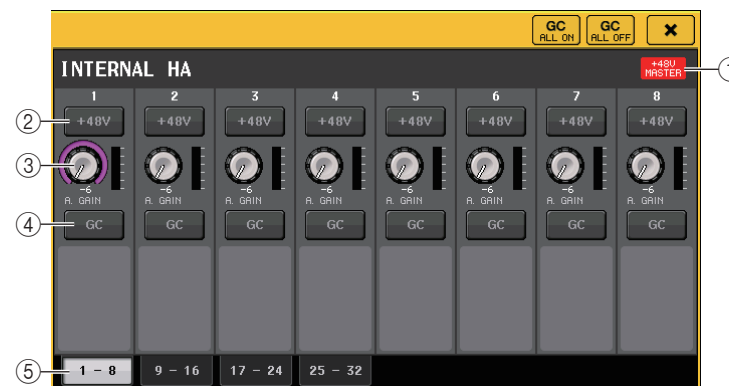 GC ALL ON GC ALL OFF ×
INTERNAL HA +48V MASTER
1 2 3 4 5 6 7 8
② +48V +48V +48V +48V +48V +48V +48V +48V
③
-6 -6 -6 -6 -6 -6 -6 -6
A. GAIN A. GAIN A. GAIN A. GAIN A. GAIN A. GAIN A. GAIN A. GAIN
④ GC GC GC GC GC GC GC GC
⑤ 1 - 8 9 - 16 17 - 24 25 - 32